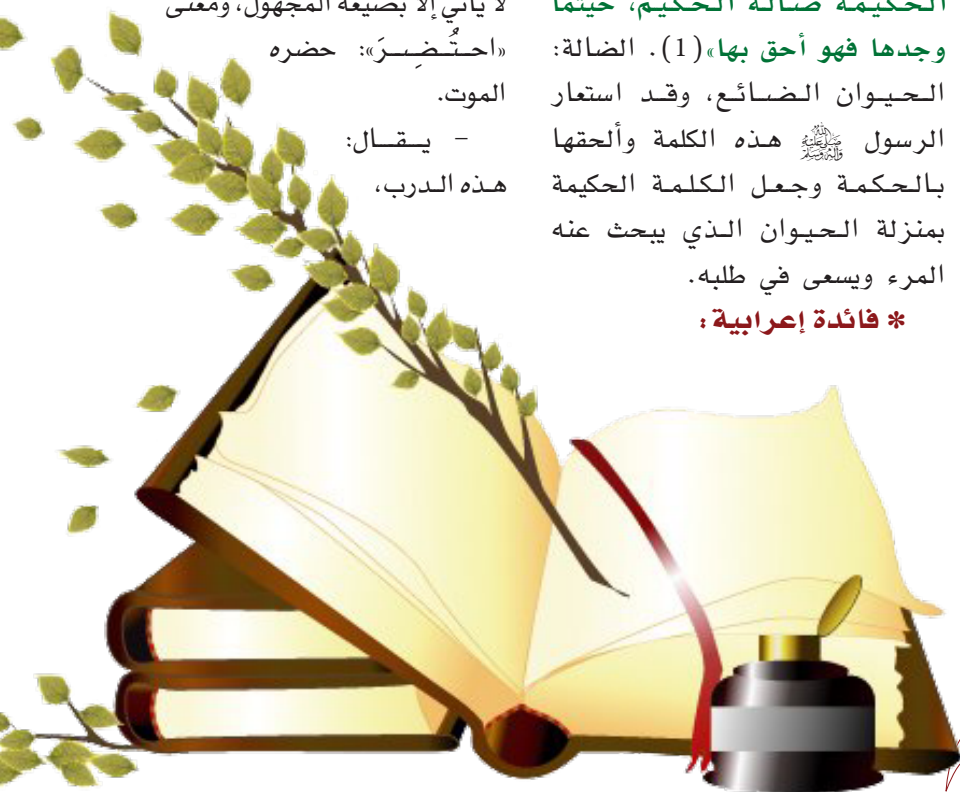 الحكيمة ضالة الحكيم، حيثما
وجدها فهو أحق بها»(1). الضالة:
الحيوان الضائع، وقد استعار
الرسول ﷺ هذه الكلمة وألحقها
بالحكمة وجعل الكلمة الحكيمة
بمنزلة الحيوان الذي يبحث عنه
المرء ويسعى في طلبه.
* فائدة إعرابية:
لا يأتي إلا بصيغة المجهول، ومعنى
«احتُضِرَ»: حضره
الموت.
- يقال:
هذه الدرب،